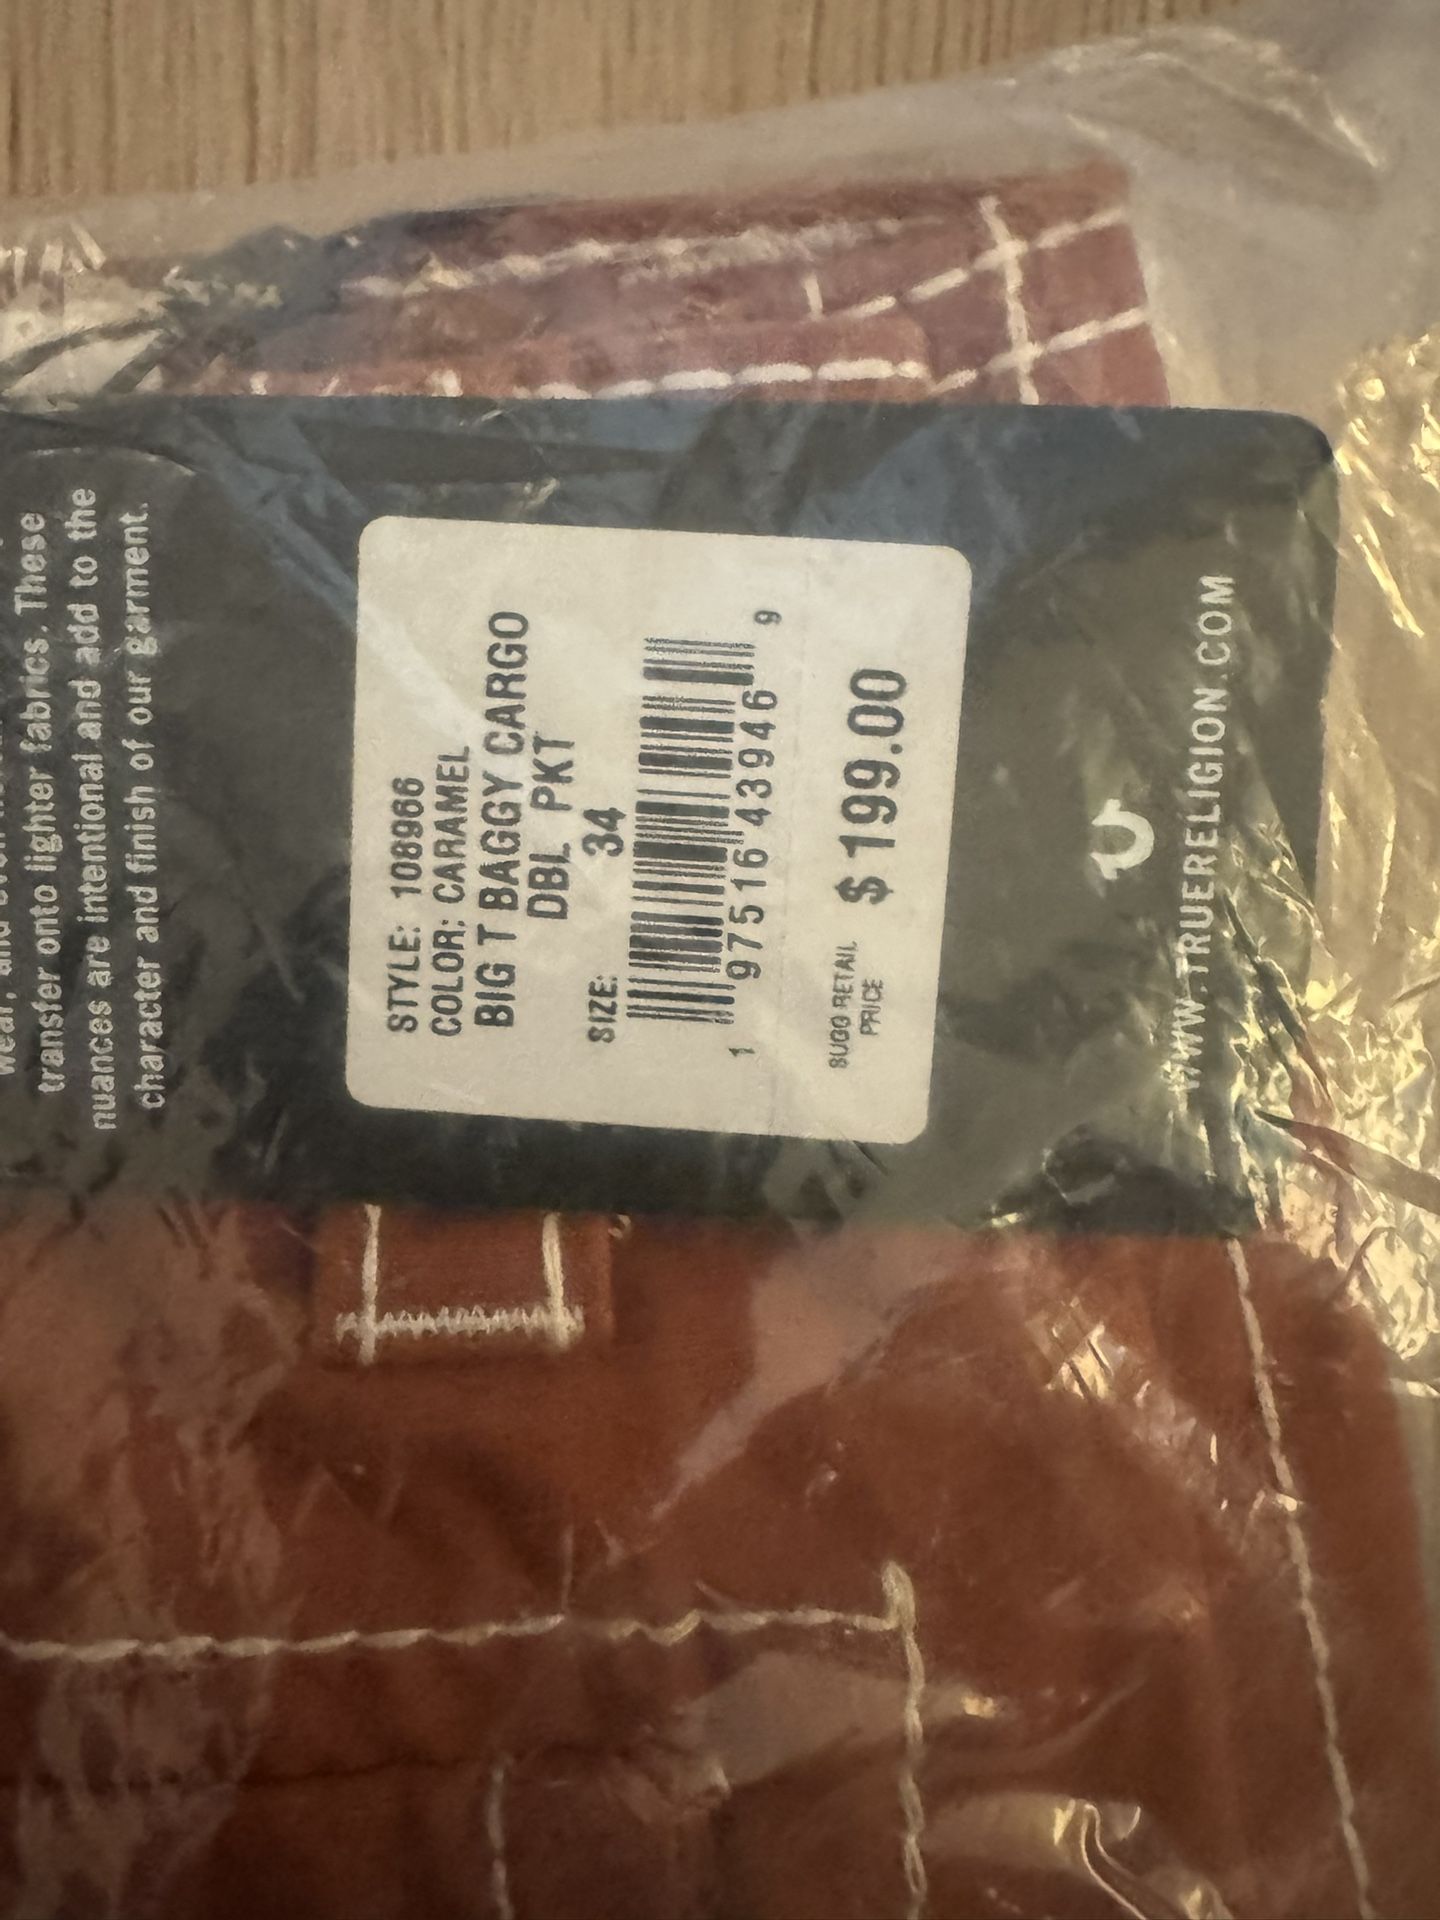 transfer onto lighter fabrics. These
nuances are intentional and add to the
character and finish of our garment.
STYLE: 108966
COLOR: CARAMEL
BIG T BAGGY CARGO
DBL PKT
SIZE: 34
1 97516 43946 9
SUGG RETAIL
PRICE
$199.00
WWW.TRUERELIGION.COM